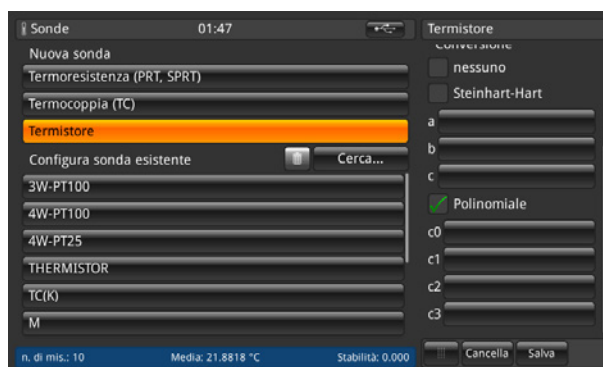 Sonde 01:47
Nuova sonda
Termoresistenza (PRT, SPRT)
Termocoppia (TC)
Termistore
Configura sonda esistente Cerca...
3W-PT100
4W-PT100
4W-PT25
THERMISTOR
TC(K)
M
n. di mis.: 10 Media: 21.8818 °C Stabilità: 0.000
Termistore
Conversione
nessuno
Steinhart-Hart
a
b
c
Polinomiale
c0
c1
c2
c3
Cancella Salva